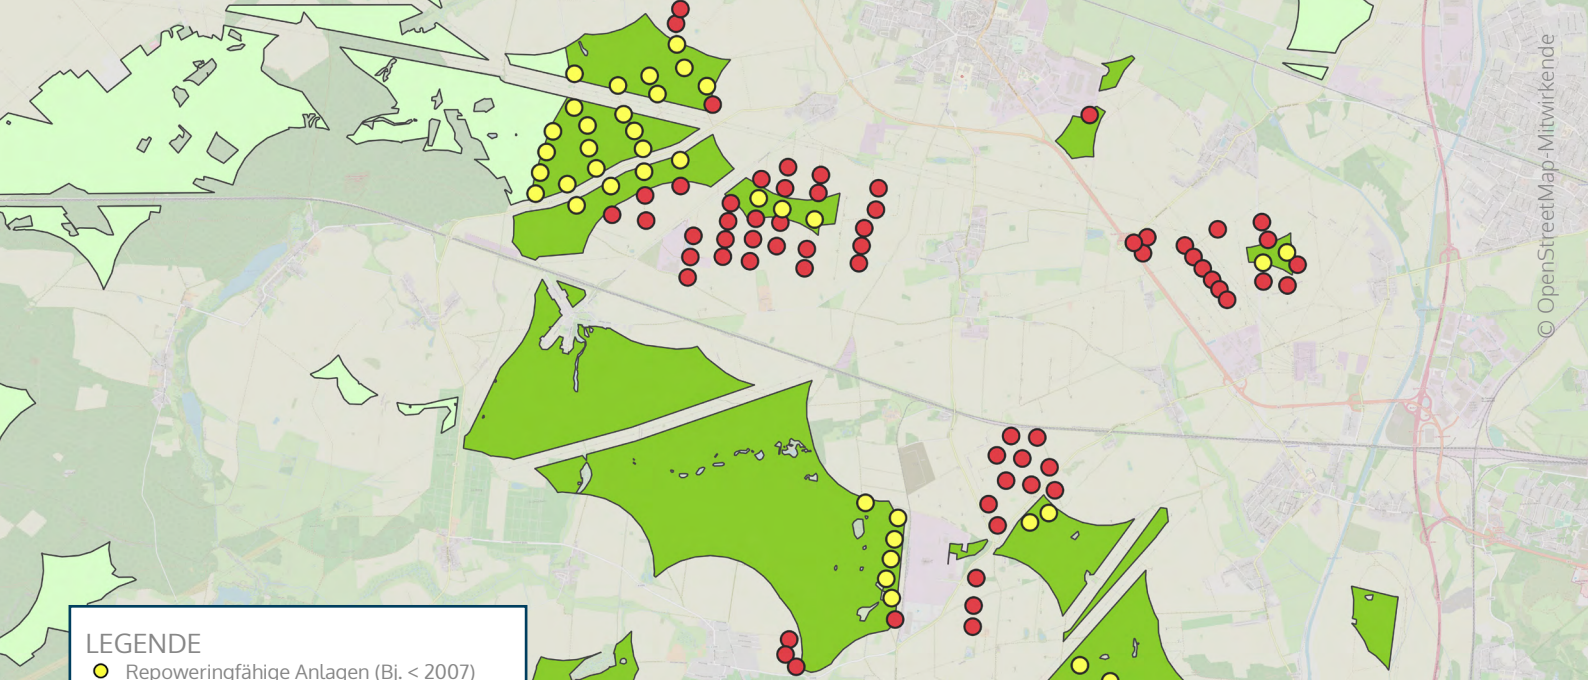 © OpenStreetMap-Mitwirkende
LEGENDE
Repoweringfähige Anlagen (Bj. < 2007)